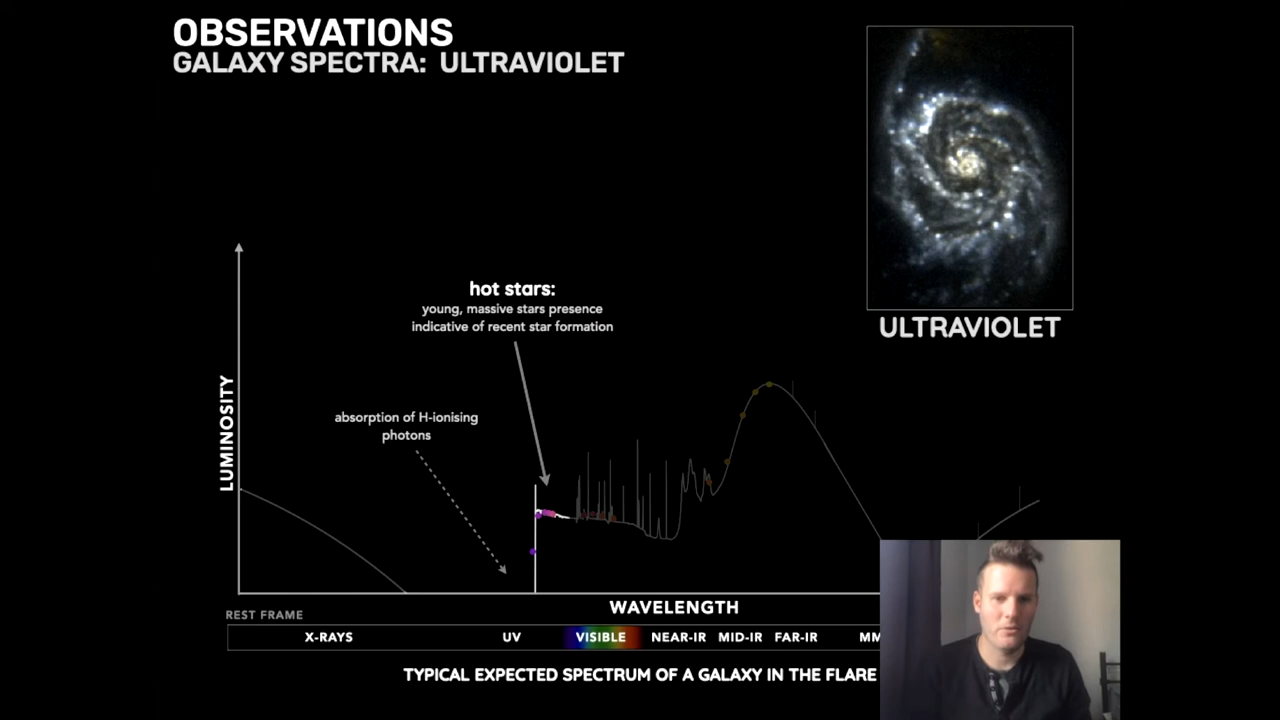 OBSERVATIONS
GALAXY SPECTRA: ULTRAVIOLET
ULTRAVIOLET
hot stars:
young, massive stars presence
indicative of recent star formation
absorption of H-ionising
photons
LUMINOSITY
WAVELENGTH
REST FRAME
X-RAYS UV VISIBLE NEAR-IR MID-IR FAR-IR MM
TYPICAL EXPECTED SPECTRUM OF A GALAXY IN THE FLARE